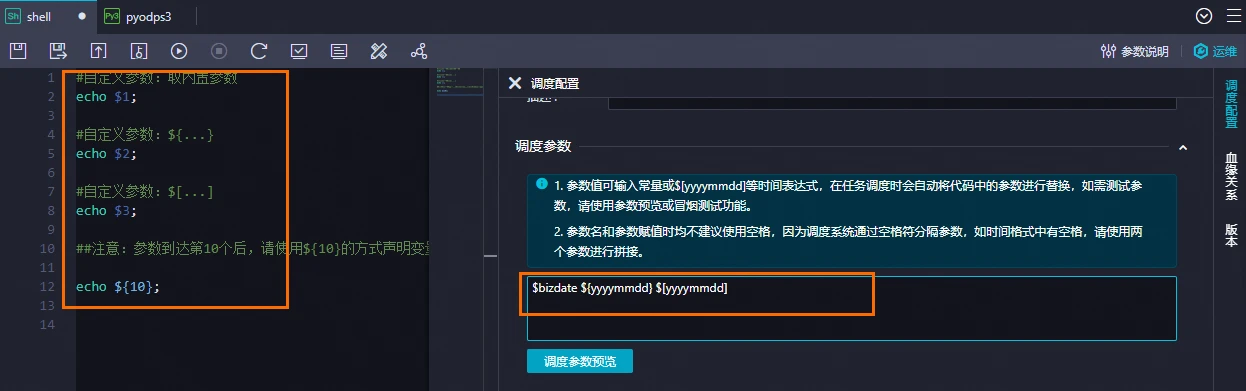 Sh shell
Py3 pyodps3
参数说明
运维
1 #自定义参数：取内置参数
2 echo $1;
3
4 #自定义参数：${...}
5 echo $2;
6
7 #自定义参数：$[...]
8 echo $3;
9
10 ##注意：参数到达第10个后，请使用${10}的方式声明变量
11
12 echo ${10};
13
14
调度配置
描述：
调度参数
1. 参数值可输入常量或$[yyyymmdd]等时间表达式，在任务调度时会自动将代码中的参数进行替换，如需测试参
数，请使用参数预览或冒烟测试功能。
2. 参数名和参数赋值时均不建议使用空格，因为调度系统通过空格符分隔参数，如时间格式中有空格，请使用两
个参数进行拼接。
$bizdate ${yyyymmdd} $[yyyymmdd]
调度参数预览
调度配置
血缘关系
版本